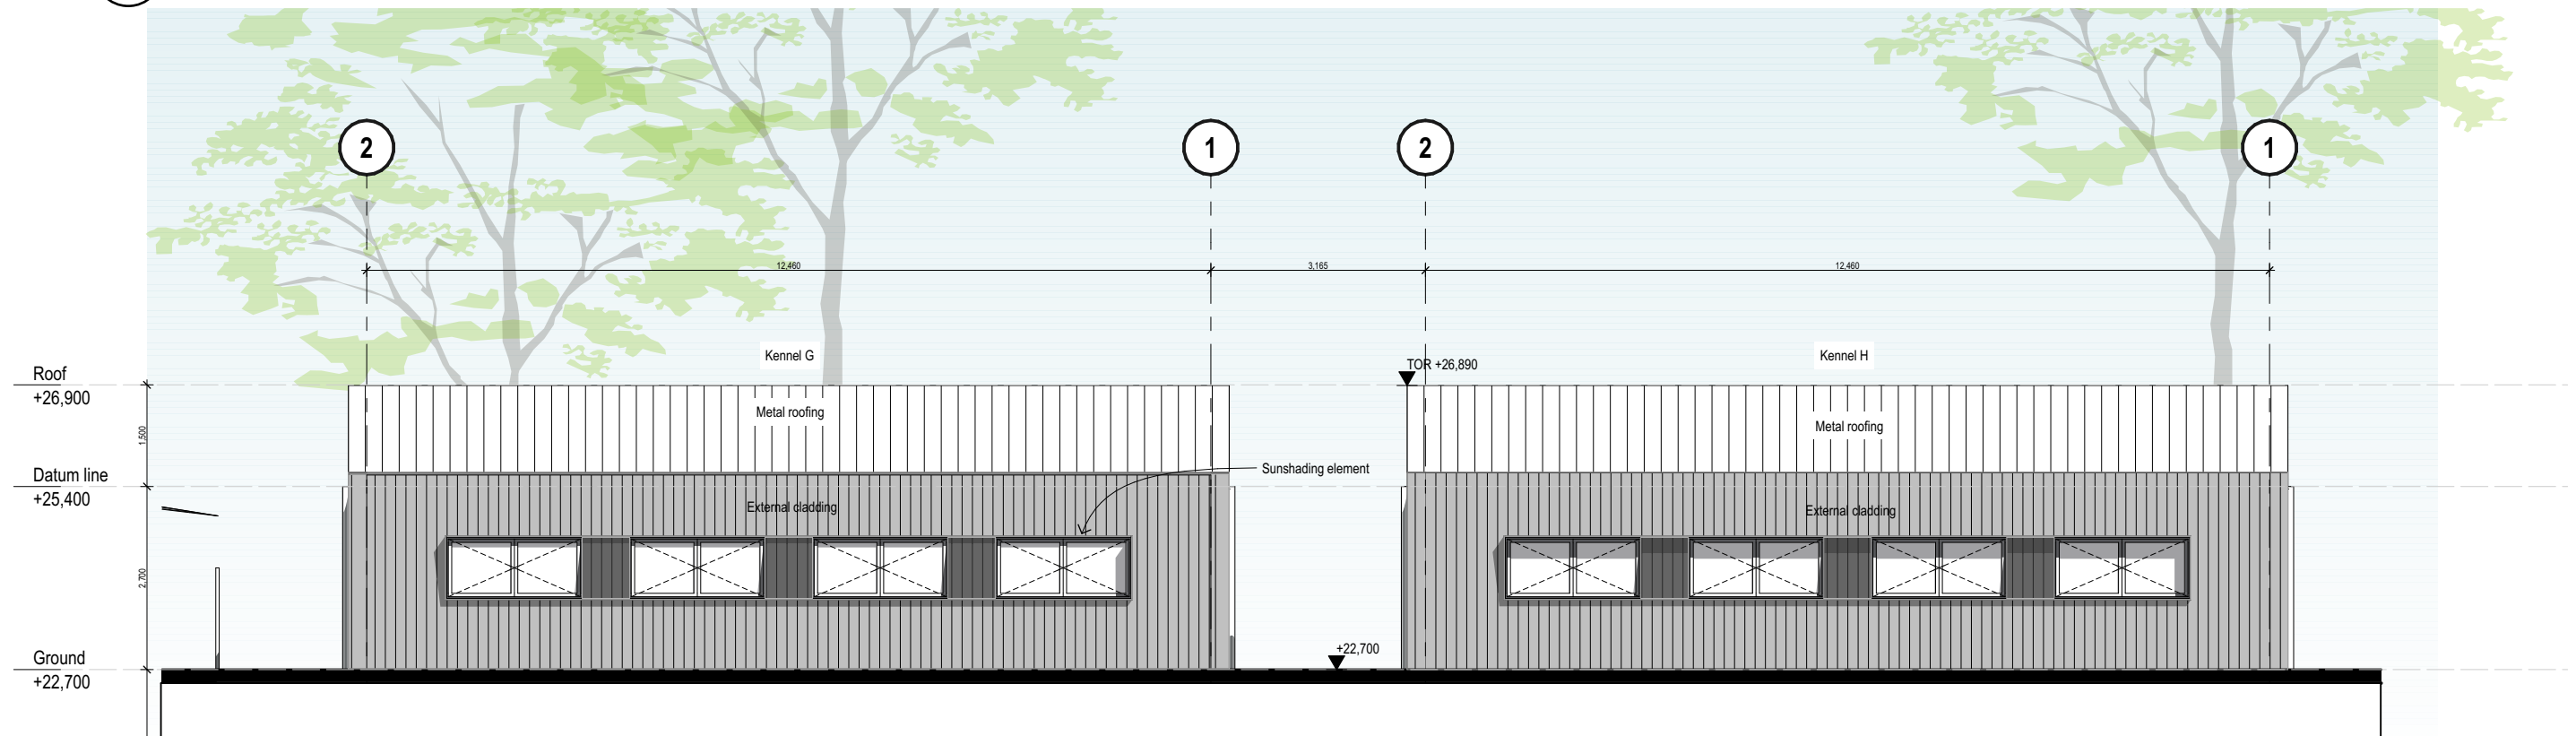 2
1
2
1
12,460
3,165
12,460
Kennel G
Kennel H
TOR +26,890
Roof
+26,900
Metal roofing
Metal roofing
1,500
Sunshading element
Datum line
+25,400
External cladding
External cladding
2,700
+22,700
Ground
+22,700